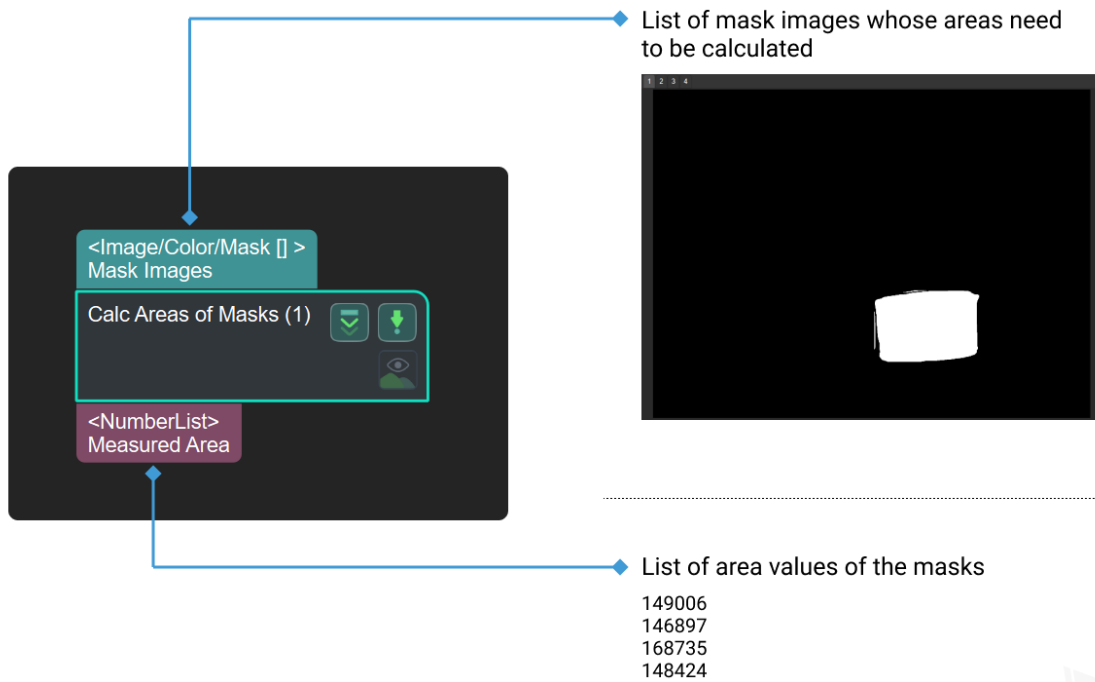 List of mask images whose areas need
to be calculated
1 2 3 4
<Image/Color/Mask [] >
Mask Images
Calc Areas of Masks (1)
<NumberList>
Measured Area
List of area values of the masks
149006
146897
168735
148424